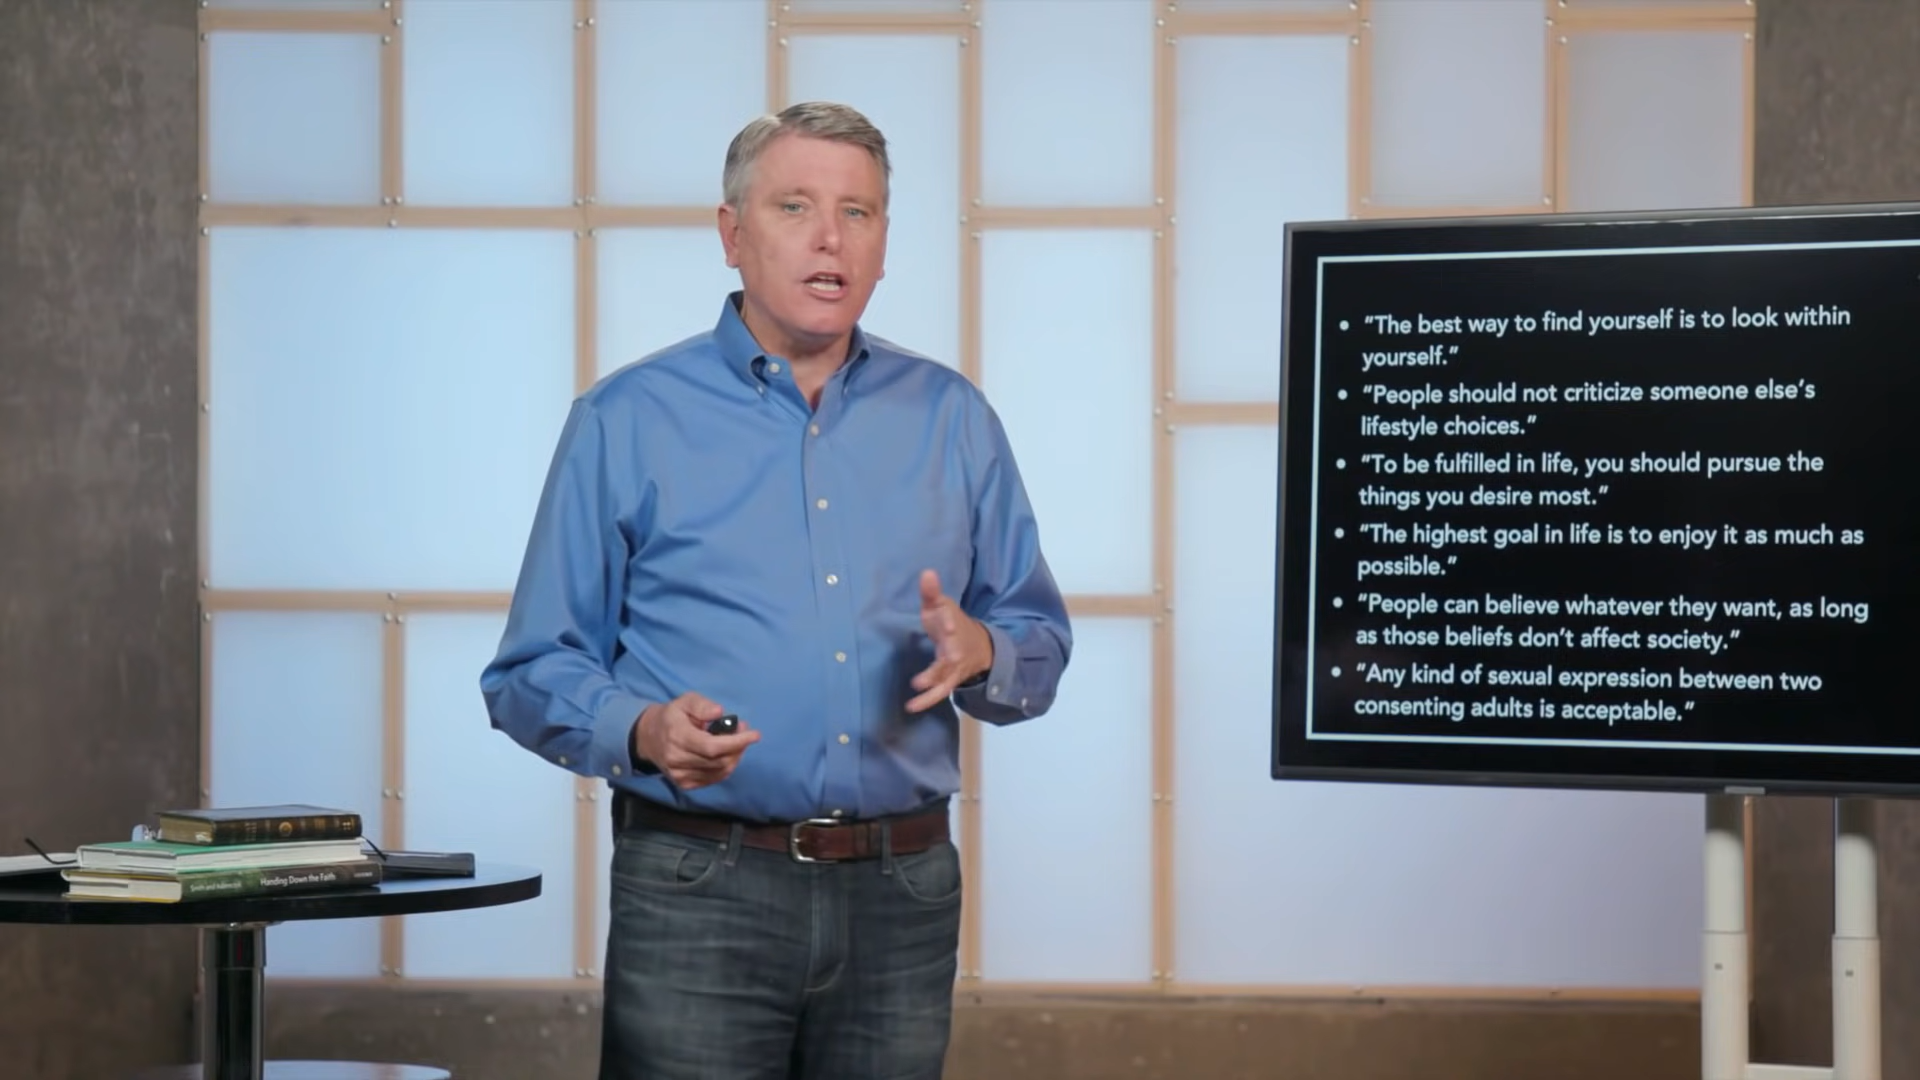 • “The best way to find yourself is to look within
yourself.”
• “People should not criticize someone else’s
lifestyle choices.”
• “To be fulfilled in life, you should pursue the
things you desire most.”
• “The highest goal in life is to enjoy it as much as
possible.”
• “People can believe whatever they want, as long
as those beliefs don’t affect society.”
• “Any kind of sexual expression between two
consenting adults is acceptable.”
Handing Down the Faith